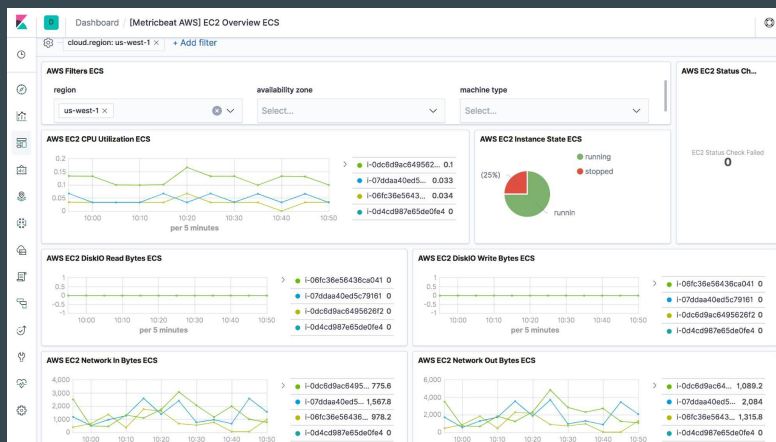 D
Dashboard / [Metricbeat AWS] EC2 Overview ECS
cloud.region: us-west-1 ×
+ Add filter
AWS Filters ECS
region
availability zone
machine type
us-west-1 ×
Select...
Select...
AWS EC2 Status Ch...
EC2 Status Check Failed
0
AWS EC2 CPU Utilization ECS
0.2
0.15
0.1
0.05
0
10:00 10:10 10:20 10:30 10:40 10:50
per 5 minutes
i-0dc6d9ac649562... 0.1
i-07ddaa40ed5... 0.033
i-06fc36e5643... 0.034
i-0d4cd987e65de0fe4 0
AWS EC2 Instance State ECS
(25%)
runnin
running
stopped
AWS EC2 DiskIO Read Bytes ECS
1
0.5
0
-0.5
-1
10:00 10:10 10:20 10:30 10:40 10:50
per 5 minutes
i-06fc36e56436ca041 0
i-07ddaa40ed5c79161 0
i-0dc6d9ac6495626f2 0
i-0d4cd987e65de0fe4 0
AWS EC2 DiskIO Write Bytes ECS
1
0.5
0
-0.5
-1
10:00 10:10 10:20 10:30 10:40 10:50
per 5 minutes
i-06fc36e56436ca041 0
i-07ddaa40ed5c79161 0
i-0dc6d9ac6495626f2 0
i-0d4cd987e65de0fe4 0
AWS EC2 Network In Bytes ECS
4,000
3,000
2,000
1,000
0
10:00 10:10 10:20 10:30 10:40 10:50
i-0dc6d9ac6495... 775.6
i-07ddaa40ed5... 1,567.8
i-06fc36e56436... 978.2
i-0d4cd987e65de0fe4 0
AWS EC2 Network Out Bytes ECS
6,000
4,000
2,000
0
10:00 10:10 10:20 10:30 10:40 10:50
i-0dc6d9ac64... 1,089.2
i-07ddaa40ed5... 2,084
i-06fc36e5643... 1,315.8
i-0d4cd987e65de0fe4 0